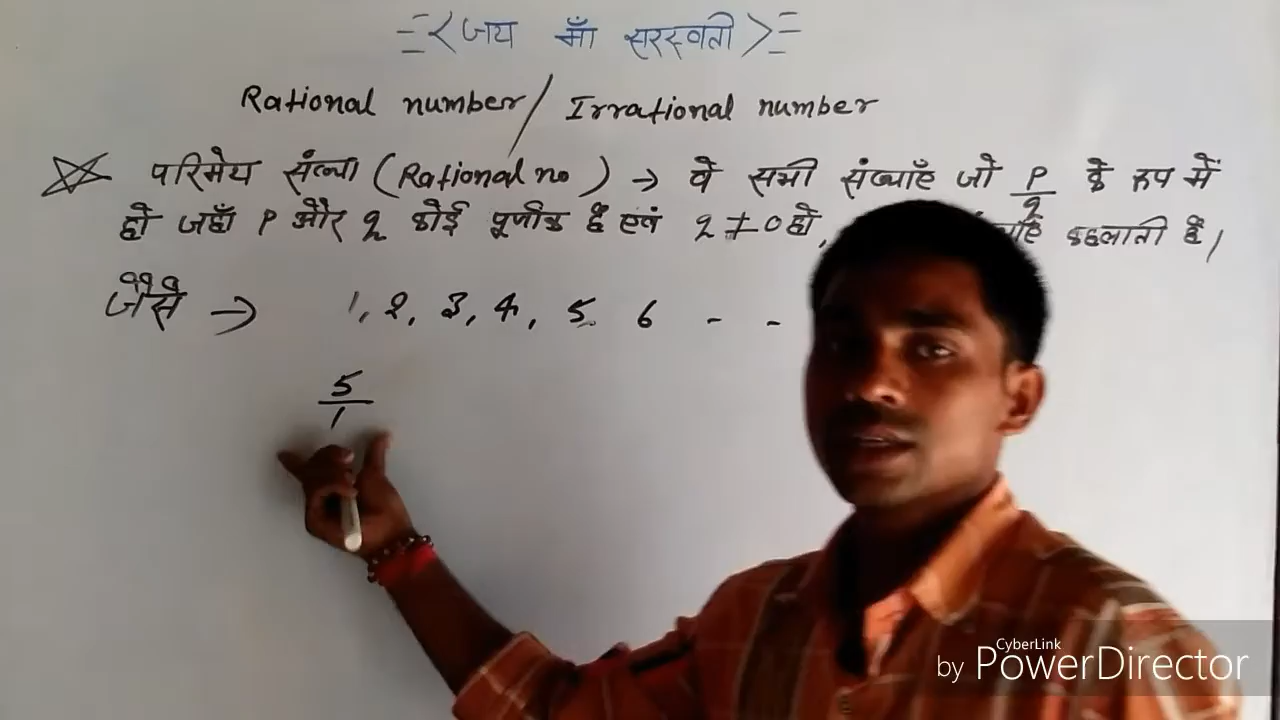 जय माँ सरस्वती
Rational number / Irrational number
परिमेय संख्या (Rational no) → वे सभी संख्याएँ जो P/q के रूप में
हो जहाँ P और q कोई पूर्णांक है एवं q ≠ 0 हो, कहलाती है।
जैसे → 1, 2, 3, 4, 5 6 - -
5/1
CyberLink
by PowerDirector